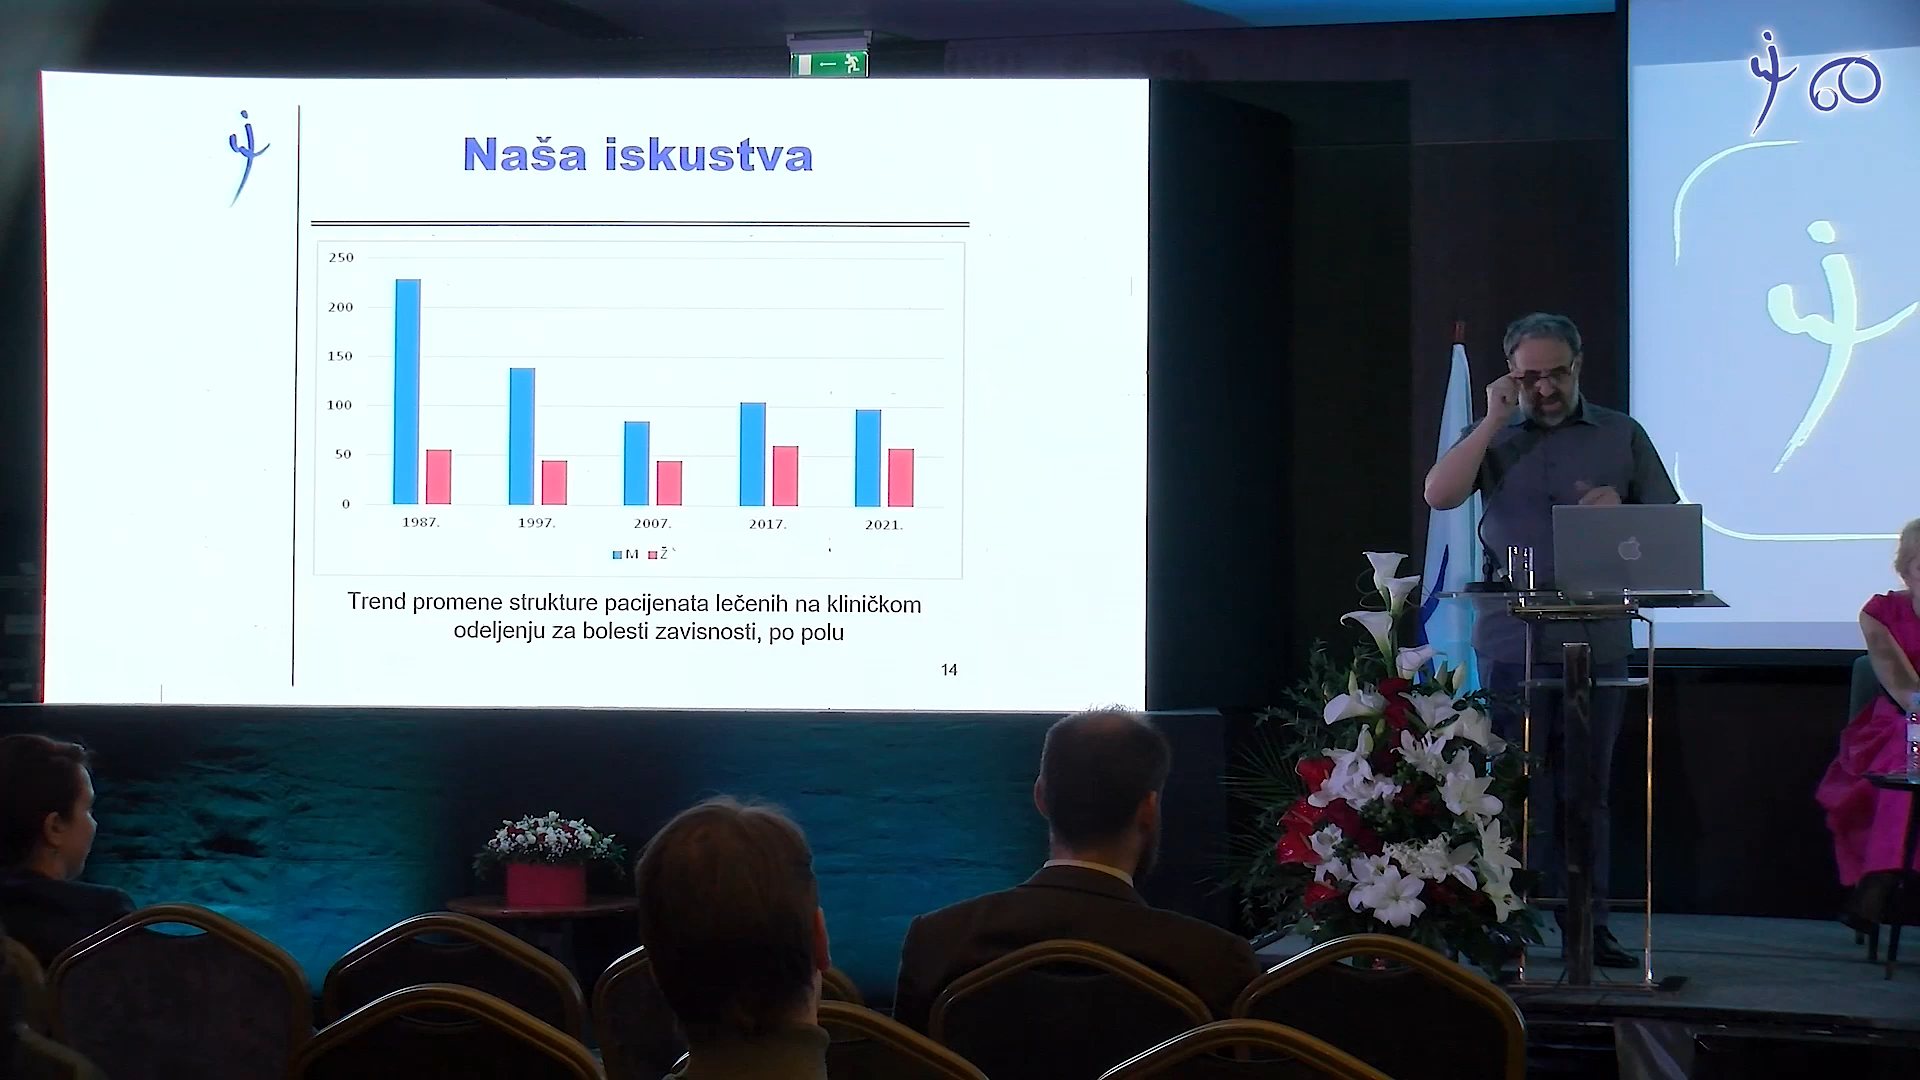 Naša iskustva
250
200
150
100
50
0
1987. 1997. 2007. 2017. 2021.
M Ž
Trend promene strukture pacijenata lečenih na kliničkom
odeljenju za bolesti zavisnosti, po polu
14
60